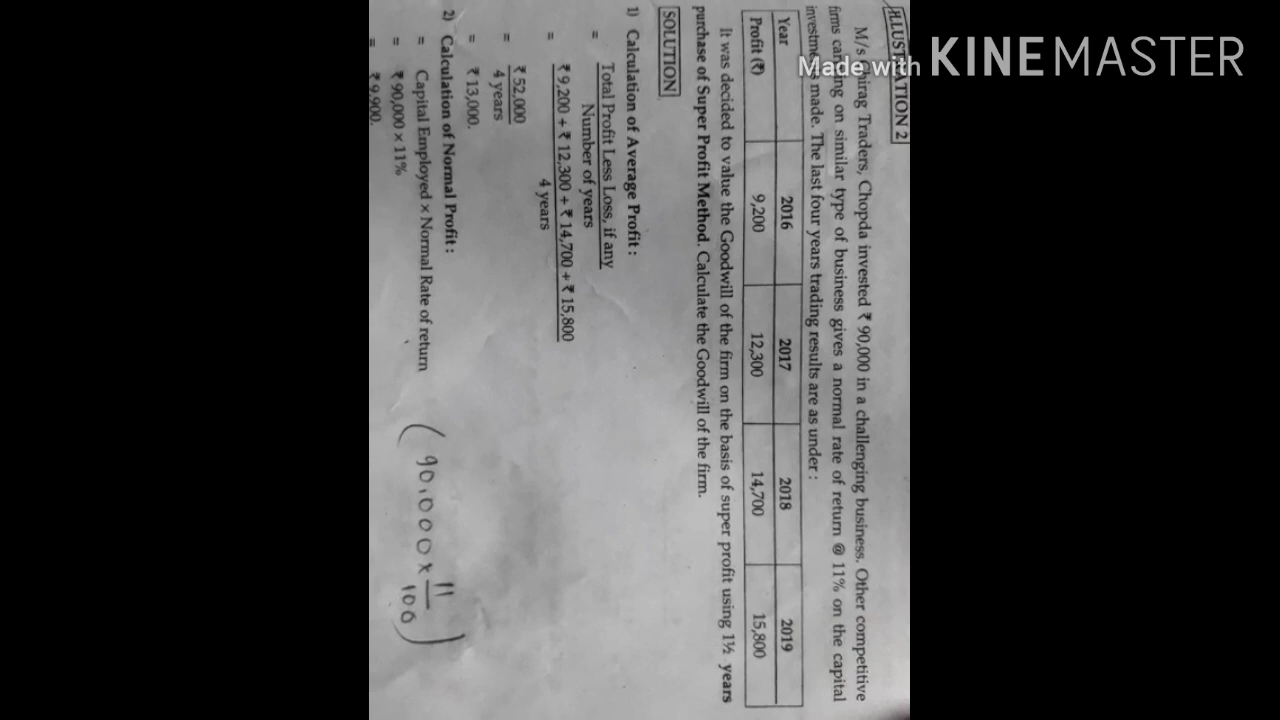 Made with KINEMASTER
ILLUSTRATION 2
M/s Chirag Traders, Chopda invested ₹ 90,000 in a challenging business. Other competitive
firms carrying on similar type of business gives a normal rate of return @ 11% on the capital
investments made. The last four years trading results are as under :
Year 2016 2017 2018 2019
Profit (₹) 9,200 12,300 14,700 15,800
It was decided to value the Goodwill of the firm on the basis of super profit using 1½ years
purchase of Super Profit Method. Calculate the Goodwill of the firm.
SOLUTION
1) Calculation of Average Profit :
= Total Profit Less Loss, if any
Number of years
= ₹ 9,200 + ₹ 12,300 + ₹ 14,700 + ₹ 15,800
4 years
= ₹ 52,000
4 years
= ₹ 13,000.
2) Calculation of Normal Profit :
= Capital Employed × Normal Rate of return
= ₹ 90,000 × 11%
= ₹ 9,900.
(90,000 × 11
100)